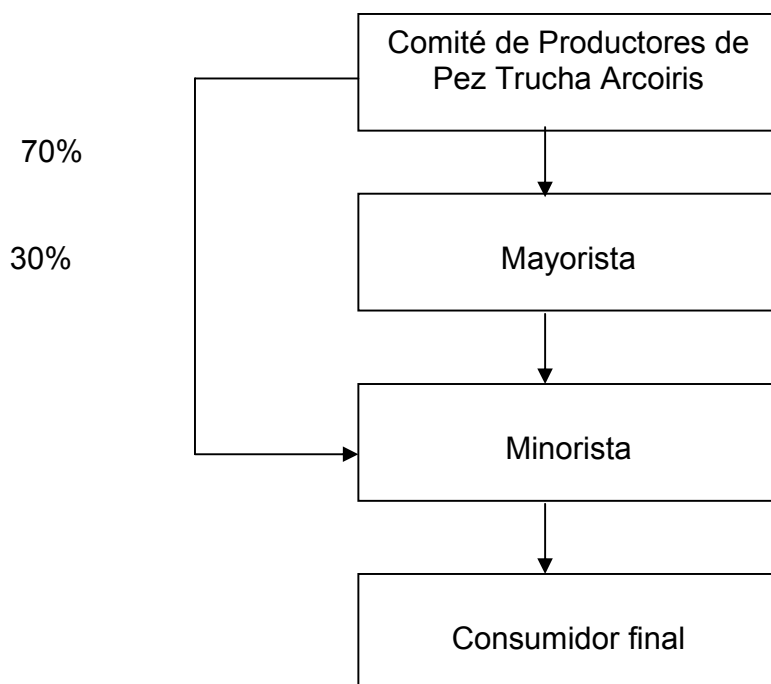 Comité de Productores de
Pez Trucha Arcoiris
70%
30%
Mayorista
Minorista
Consumidor final